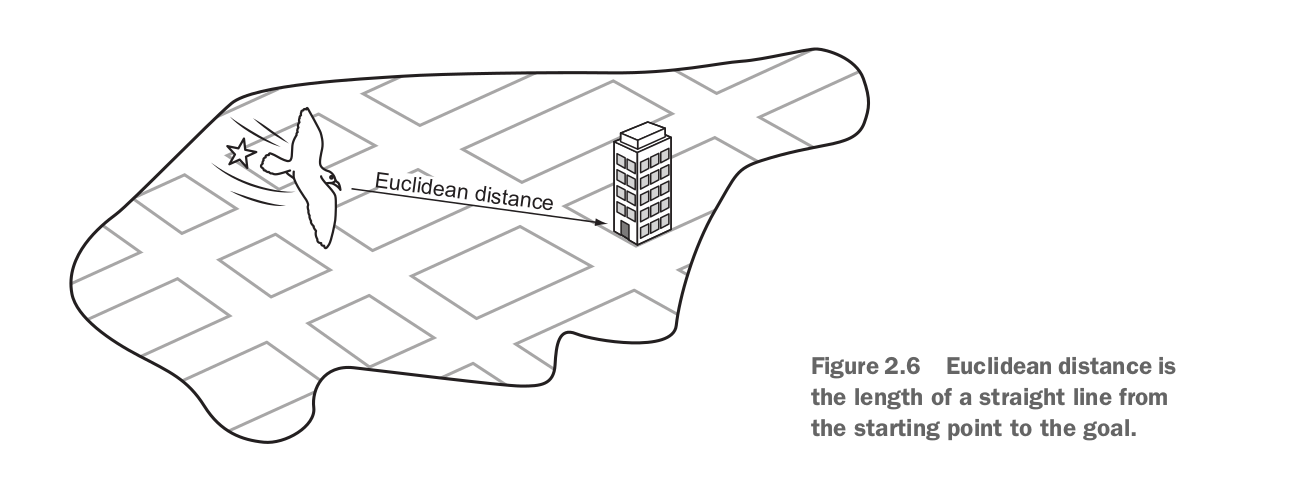 Euclidean distance
Figure 2.6 Euclidean distance is
the length of a straight line from
the starting point to the goal.